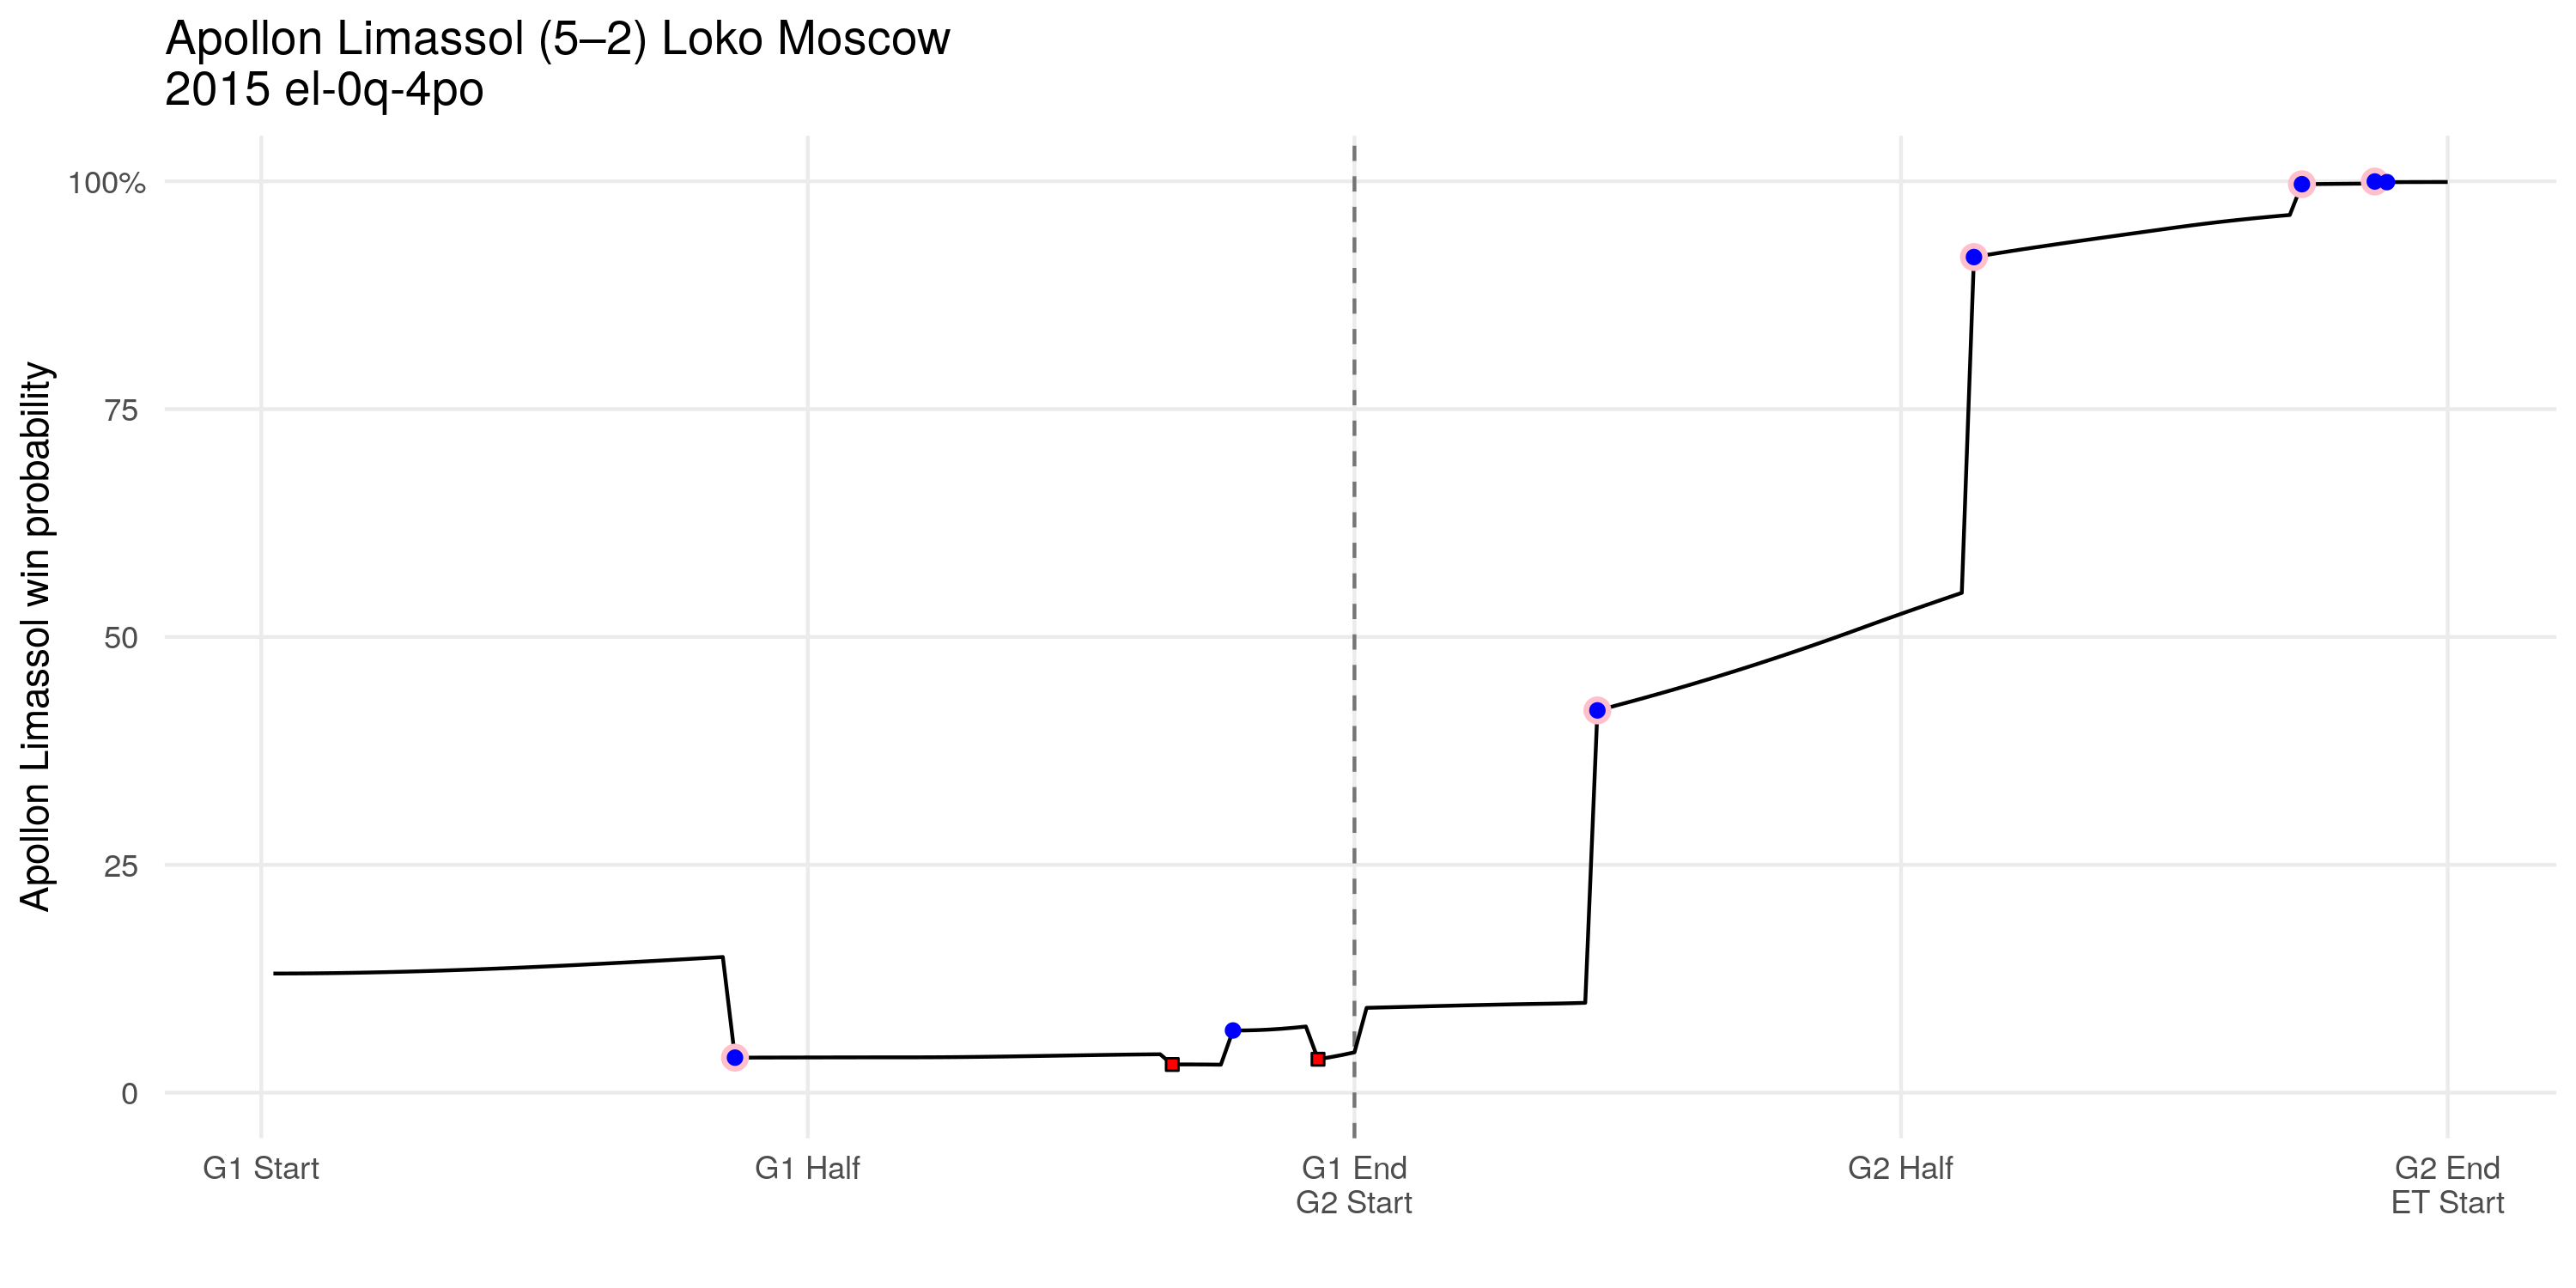 Apollon Limassol (5–2) Loko Moscow
2015 el-0q-4po
Apollon Limassol win probability
100%
75
50
25
0
G1 Start
G1 Half
G1 End
G2 Start
G2 Half
G2 End
ET Start